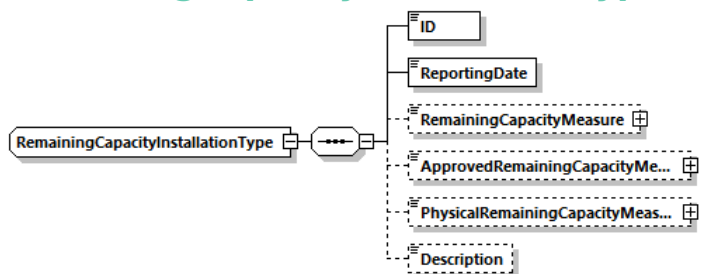 ID
ReportingDate
RemainingCapacityMeasure
RemainingCapacityInstallationType
ApprovedRemainingCapacityMe...
PhysicalRemainingCapacityMeas...
Description